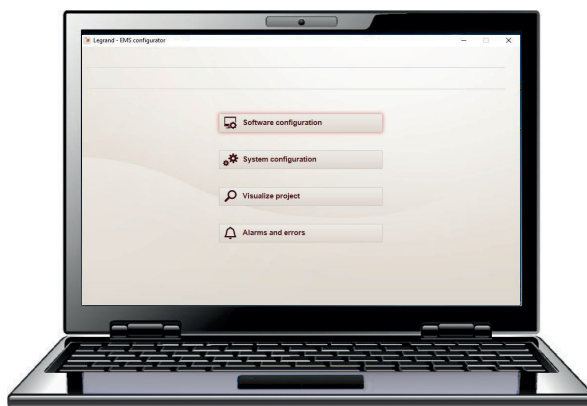 Legrand - EMS configurator
Software configuration
System configuration
Visualize project
Alarms and errors